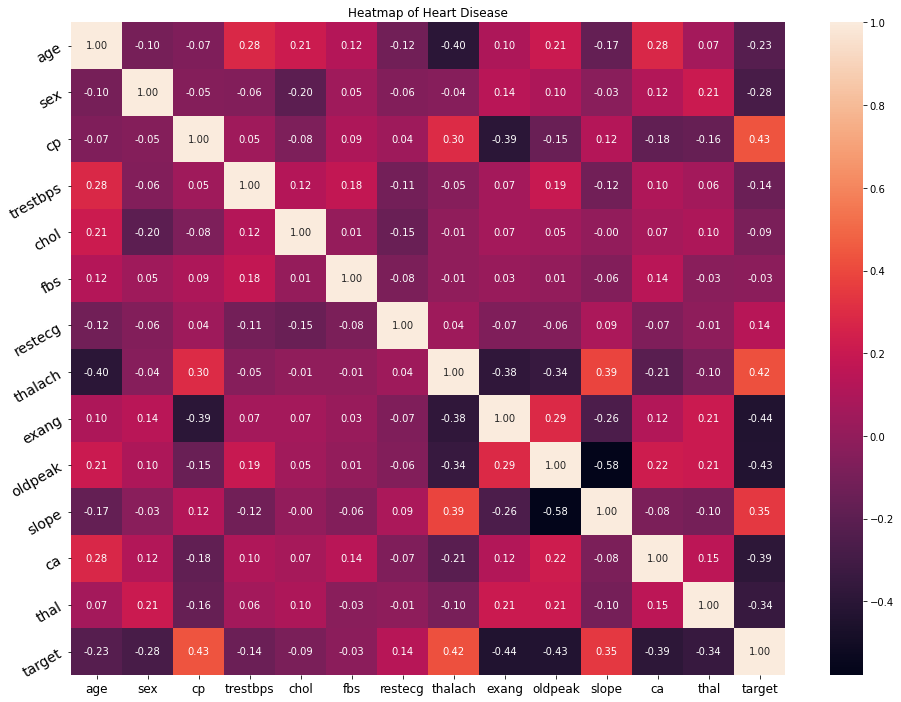 Heatmap of Heart Disease
age 1.00 -0.10 -0.07 0.28 0.21 0.12 -0.12 -0.40 0.10 0.21 -0.17 0.28 0.07 -0.23
sex -0.10 1.00 -0.05 -0.06 -0.20 0.05 -0.06 -0.04 0.14 0.10 -0.03 0.12 0.21 -0.28
cp -0.07 -0.05 1.00 0.05 -0.08 0.09 0.04 0.30 -0.39 -0.15 0.12 -0.18 -0.16 0.43
trestbps 0.28 -0.06 0.05 1.00 0.12 0.18 -0.11 -0.05 0.07 0.19 -0.12 0.10 0.06 -0.14
chol 0.21 -0.20 -0.08 0.12 1.00 0.01 -0.15 -0.01 0.07 0.05 -0.00 0.07 0.10 -0.09
fbs 0.12 0.05 0.09 0.18 0.01 1.00 -0.08 -0.01 0.03 0.01 -0.06 0.14 -0.03 -0.03
restecg -0.12 -0.06 0.04 -0.11 -0.15 -0.08 1.00 0.04 -0.07 -0.06 0.09 -0.07 -0.01 0.14
thalach -0.40 -0.04 0.30 -0.05 -0.01 -0.01 0.04 1.00 -0.38 -0.34 0.39 -0.21 -0.10 0.42
exang 0.10 0.14 -0.39 0.07 0.07 0.03 -0.07 -0.38 1.00 0.29 -0.26 0.12 0.21 -0.44
oldpeak 0.21 0.10 -0.15 0.19 0.05 0.01 -0.06 -0.34 0.29 1.00 -0.58 0.22 0.21 -0.43
slope -0.17 -0.03 0.12 -0.12 -0.00 -0.06 0.09 0.39 -0.26 -0.58 1.00 -0.08 -0.10 0.35
ca 0.28 0.12 -0.18 0.10 0.07 0.14 -0.07 -0.21 0.12 0.22 -0.08 1.00 0.15 -0.39
thal 0.07 0.21 -0.16 0.06 0.10 -0.03 -0.01 -0.10 0.21 0.21 -0.10 0.15 1.00 -0.34
target -0.23 -0.28 0.43 -0.14 -0.09 -0.03 0.14 0.42 -0.44 -0.43 0.35 -0.39 -0.34 1.00
age sex cp trestbps chol fbs restecg thalach exang oldpeak slope ca thal target
1.0
0.8
0.6
0.4
0.2
0.0
−0.2
−0.4